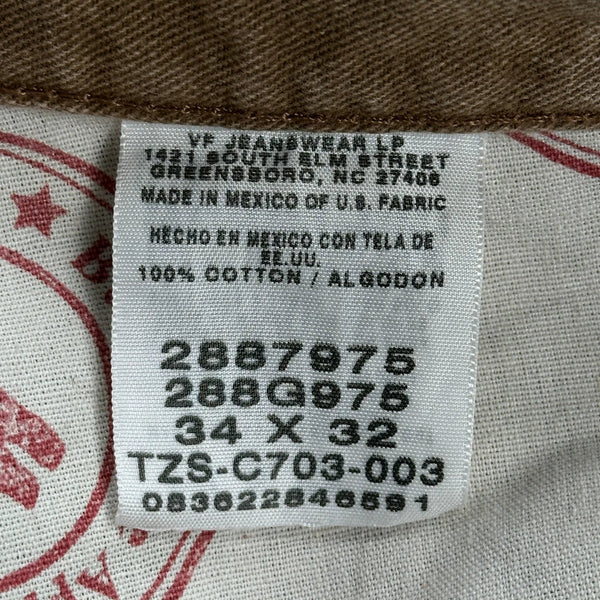 VF JEANSWEAR LP
1421 SOUTH ELM STREET
GREENSBORO, NC 27406
MADE IN MEXICO OF U.S. FABRIC
HECHO EN MEXICO CON TELA DE
EE.UU.
100% COTTON / ALGODON
2887975
288G975
34 X 32
TZS-C703-003
083622846591